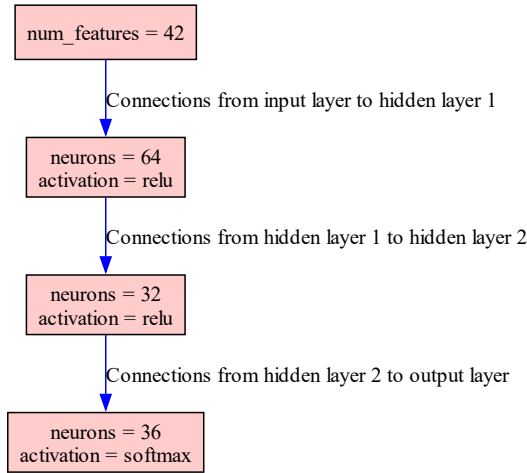 num_features = 42
Connections from input layer to hidden layer 1
neurons = 64
activation = relu
Connections from hidden layer 1 to hidden layer 2
neurons = 32
activation = relu
Connections from hidden layer 2 to output layer
neurons = 36
activation = softmax